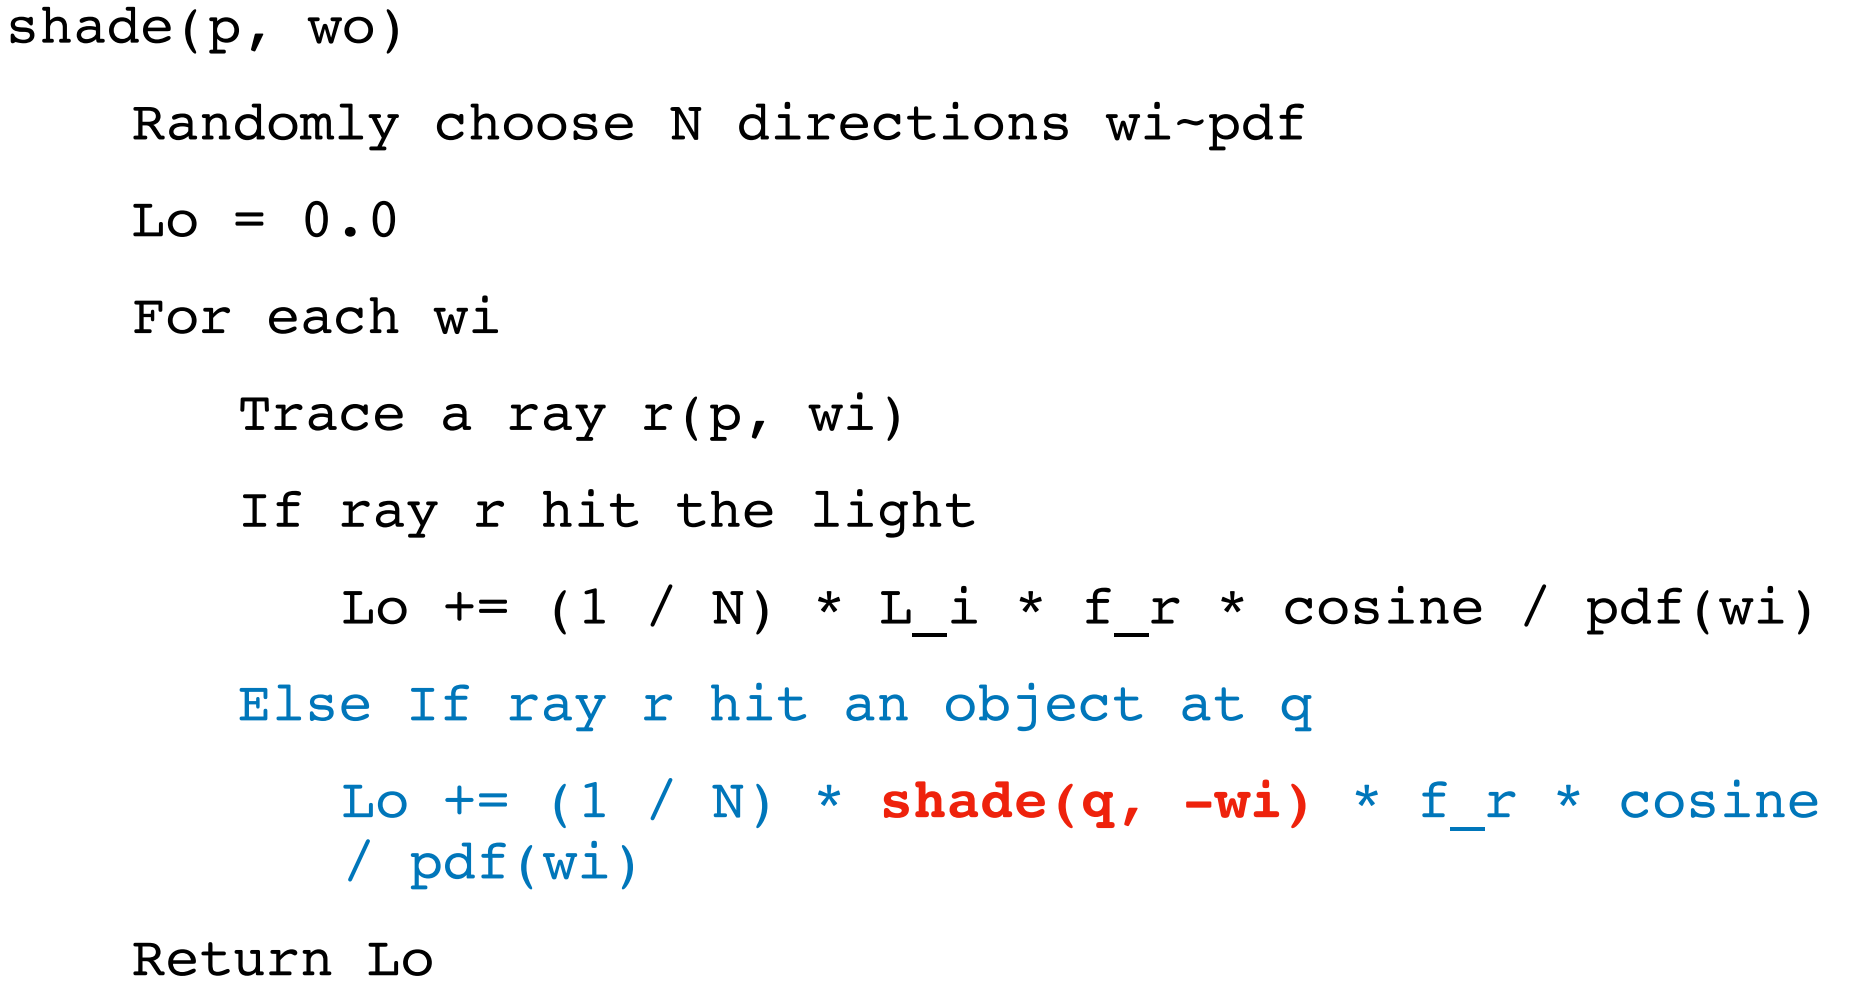 shade(p, wo)
Randomly choose N directions wi~pdf
Lo = 0.0
For each wi
Trace a ray r(p, wi)
If ray r hit the light
Lo += (1 / N) * L_i * f_r * cosine / pdf(wi)
Else If ray r hit an object at q
Lo += (1 / N) * shade(q, -wi) * f_r * cosine
/ pdf(wi)
Return Lo